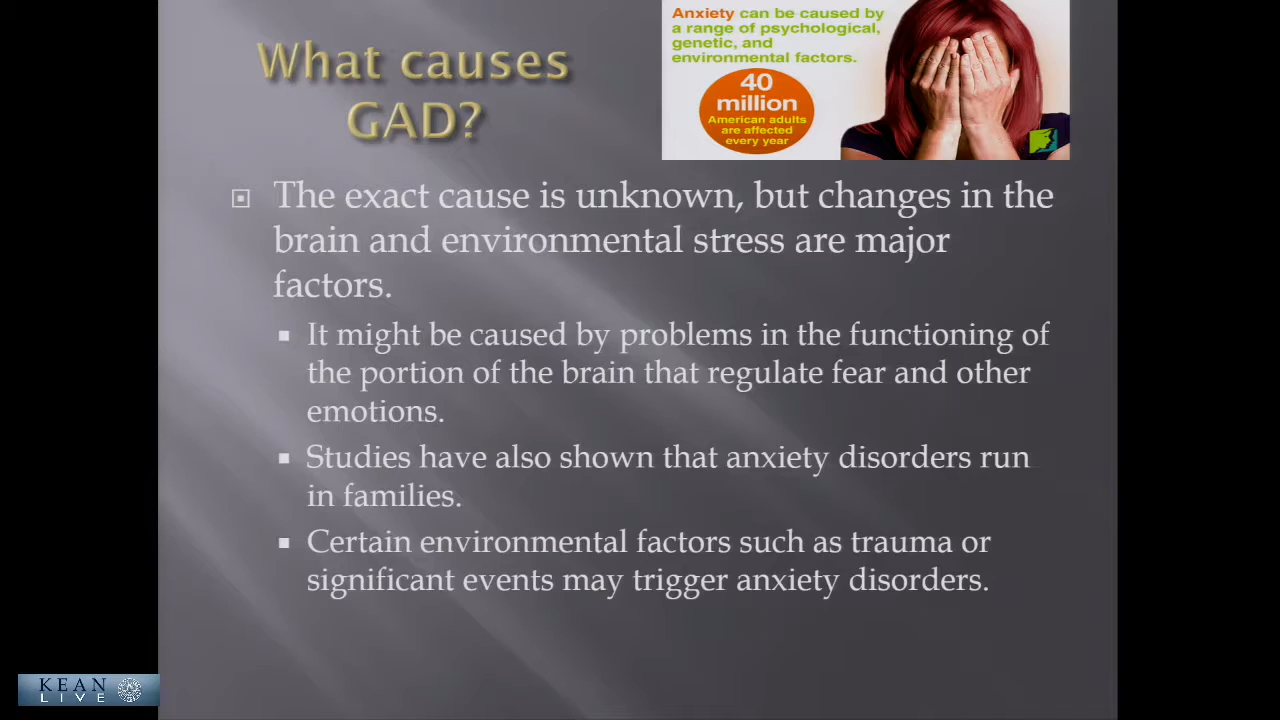 What causes
GAD?
Anxiety can be caused by
a range of psychological,
genetic, and
environmental factors.
40
million
American adults
are affected
every year
The exact cause is unknown, but changes in the
brain and environmental stress are major
factors.
It might be caused by problems in the functioning of
the portion of the brain that regulate fear and other
emotions.
Studies have also shown that anxiety disorders run
in families.
Certain environmental factors such as trauma or
significant events may trigger anxiety disorders.
KEAN
LIVE